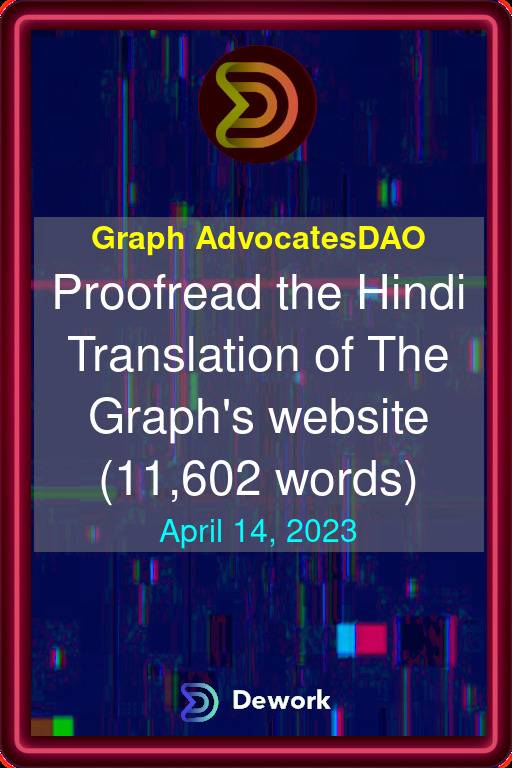 Graph AdvocatesDAO
Proofread the Hindi
Translation of The
Graph's website
(11,602 words)
April 14, 2023
Dework